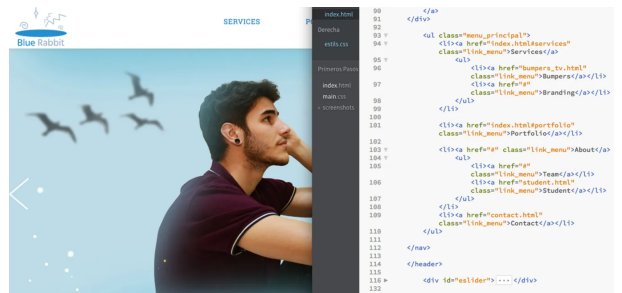 Blue Rabbit
SERVICES
index.html
Derecha
estils.css
Primeros Pasos
index.html
main.css
screenshots
90 </a>
91 </div>
92
93 <ul class="menu_principal">
94 <li><a href="index.html#services"
class="link_menu">Services</a>
95 <ul>
96 <li><a href="bumpers_tv.html"
class="link_menu">Bumpers</a></li>
97 <li><a href="#"
class="link_menu">Branding</a></li>
98 </ul>
99 </li>
100
101 <li><a href="index.html#portfolio"
class="link_menu">Portfolio</a></li>
102
103 <li><a href="#" class="link_menu">About</a>
104 <ul>
105 <li><a href="#"
class="link_menu">Team</a></li>
106 <li><a href="student.html"
class="link_menu">Student</a></li>
107 </ul>
108 </li>
109 <li><a href="contact.html"
class="link_menu">Contact</a></li>
110 </ul>
111
112 </nav>
113
114 </header>
115
116 <div id="eslider"> ... </div>
132